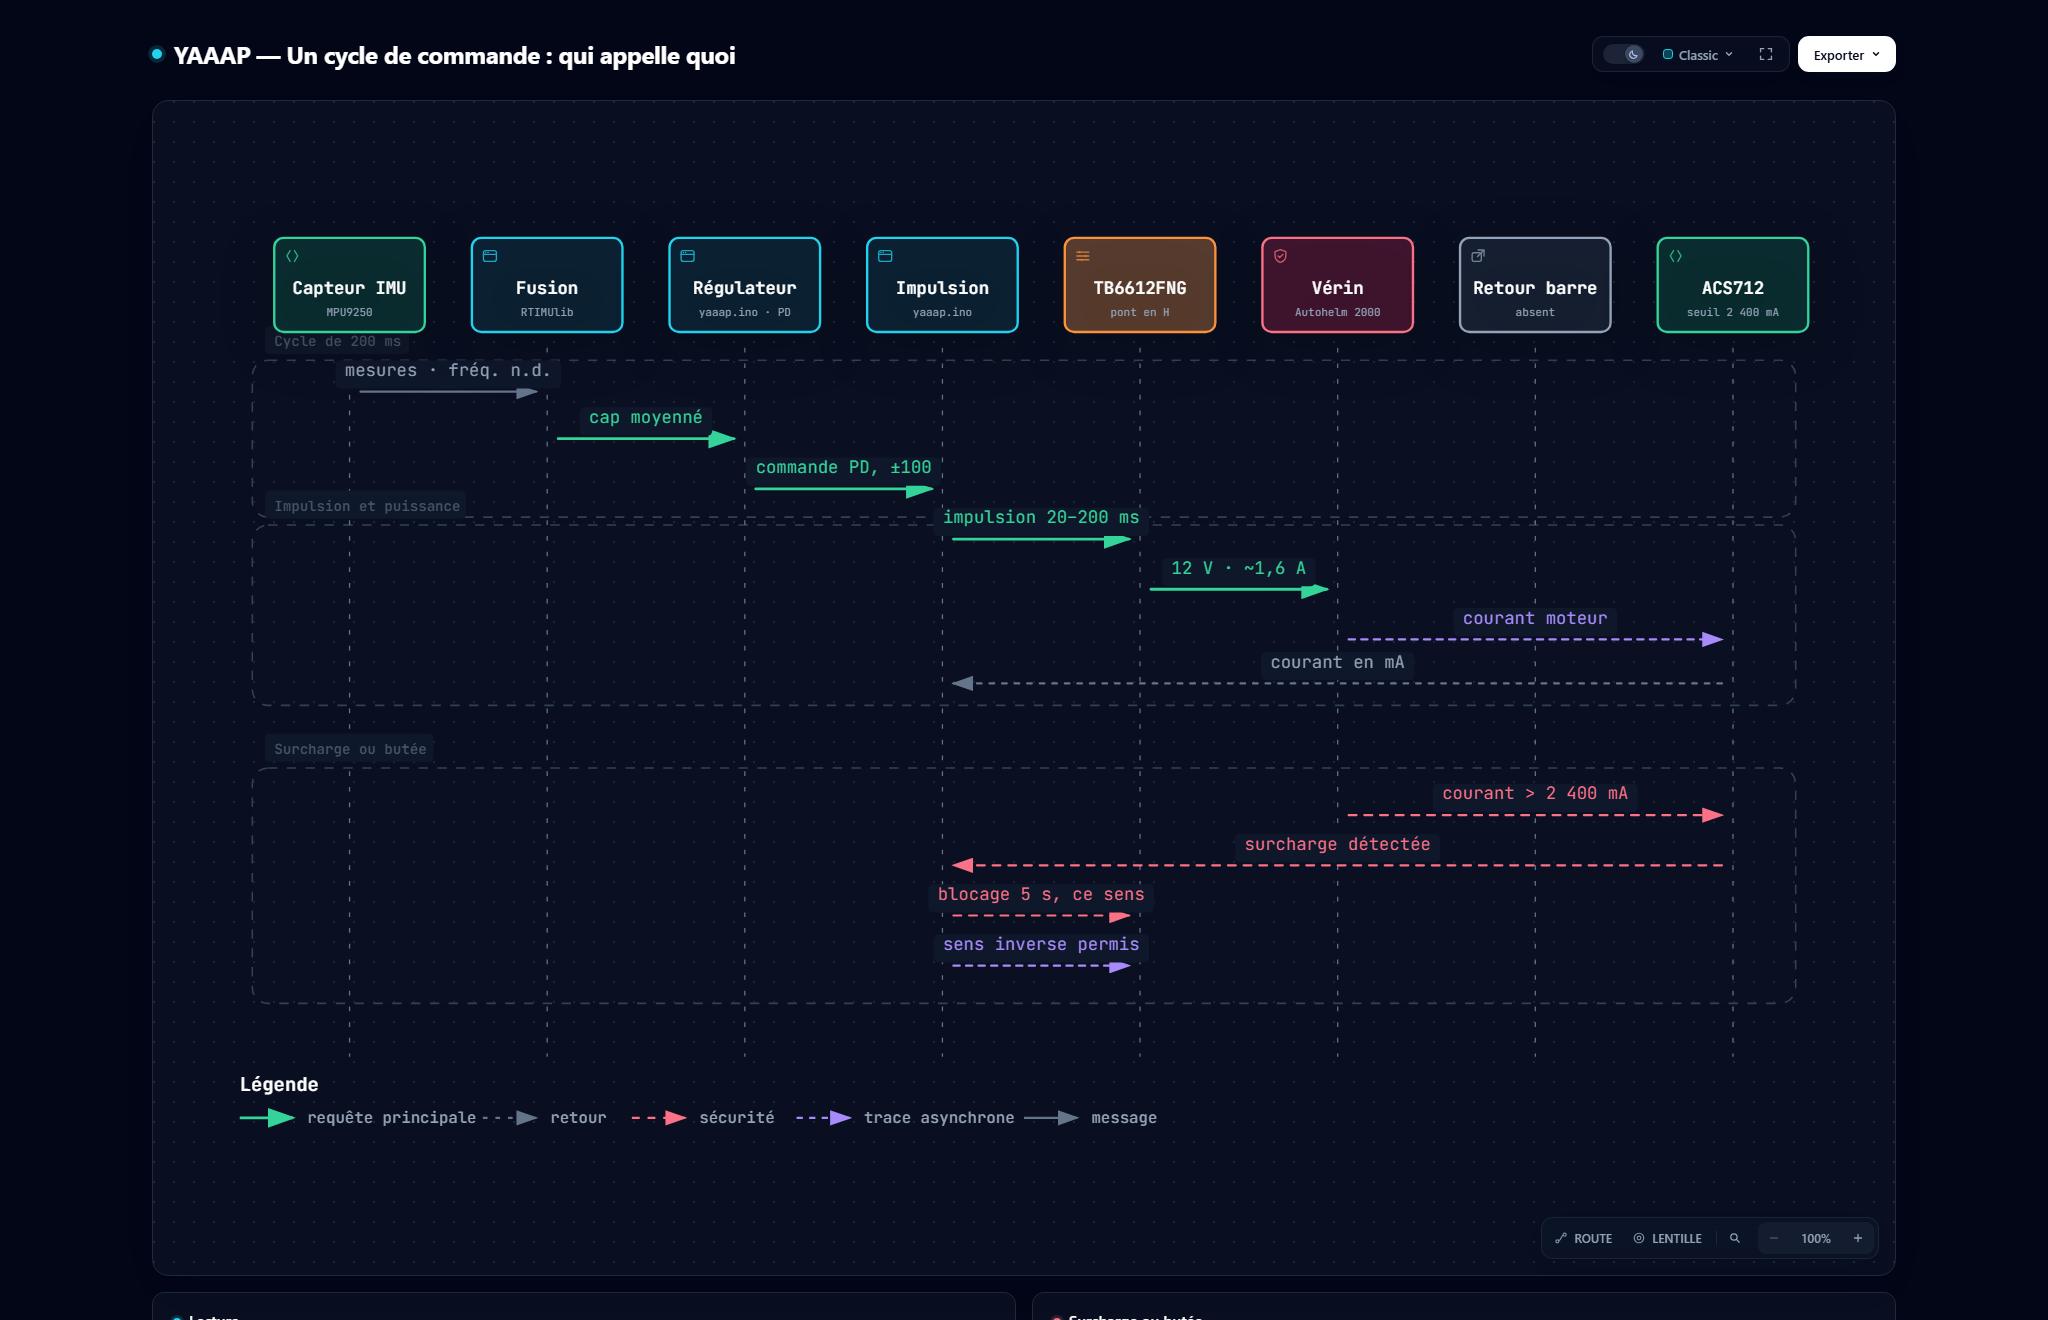 YAAAP — Un cycle de commande : qui appelle quoi
Classic
Exporter
Capteur IMU
MPU9250
Fusion
RTIMUlib
Régulateur
yaaap.ino · PD
Impulsion
yaaap.ino
TB6612FNG
pont en H
Vérin
Autohelm 2000
Retour barre
absent
ACS712
seuil 2 400 mA
Cycle de 200 ms
mesures · fréq. n.d.
cap moyenné
commande PD, ±100
Impulsion et puissance
impulsion 20–200 ms
12 V · ~1,6 A
courant moteur
courant en mA
Surcharge ou butée
courant > 2 400 mA
surcharge détectée
blocage 5 s, ce sens
sens inverse permis
Légende
requête principale
retour
sécurité
trace asynchrone
message
ROUTE
LENTILLE
100%
Lecture
Surcharge ou butée